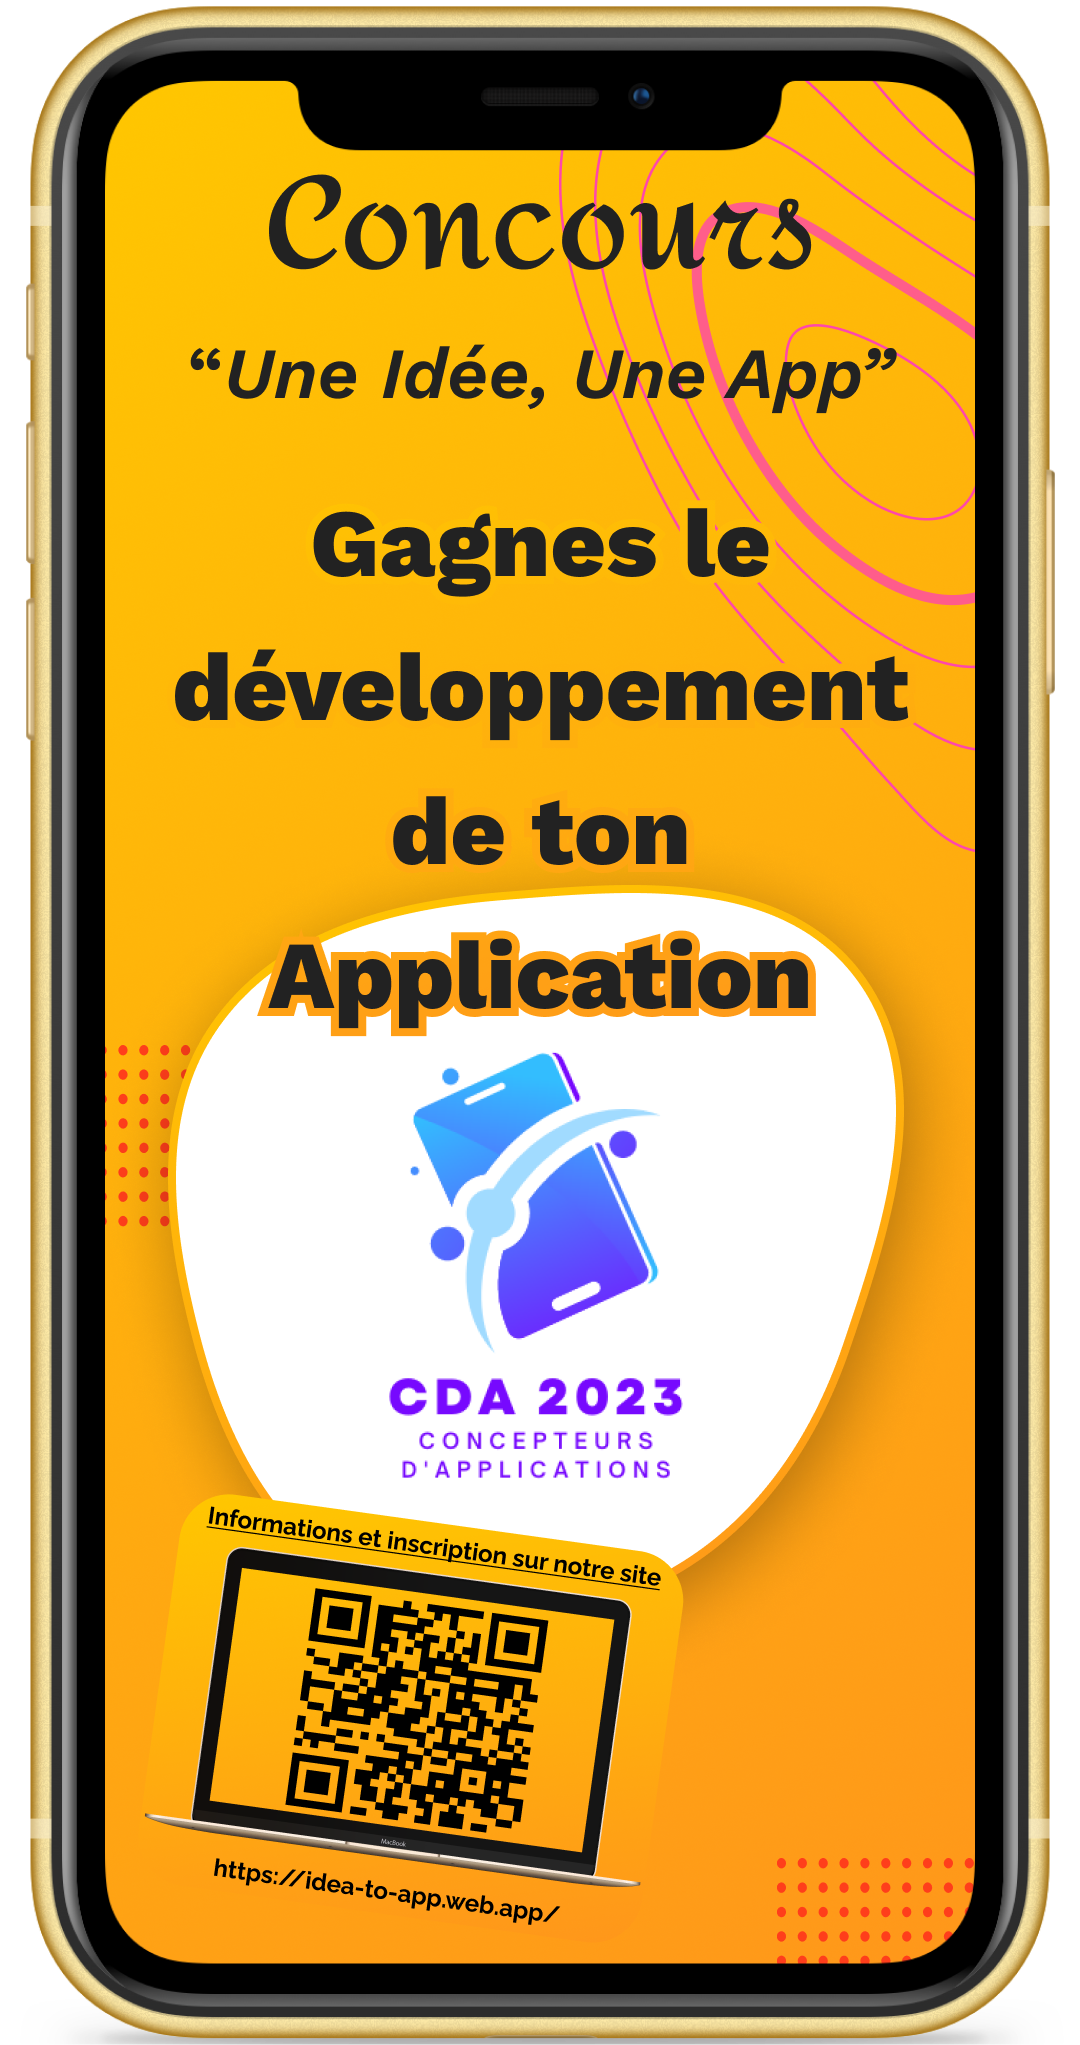 Concours
“Une Idée, Une App”
Gagnes le
développement
de ton
Application
CDA 2023
CONCEPTEURS
D'APPLICATIONS
Informations et inscription sur notre site
MacBook
https://idea-to-app.web.app/